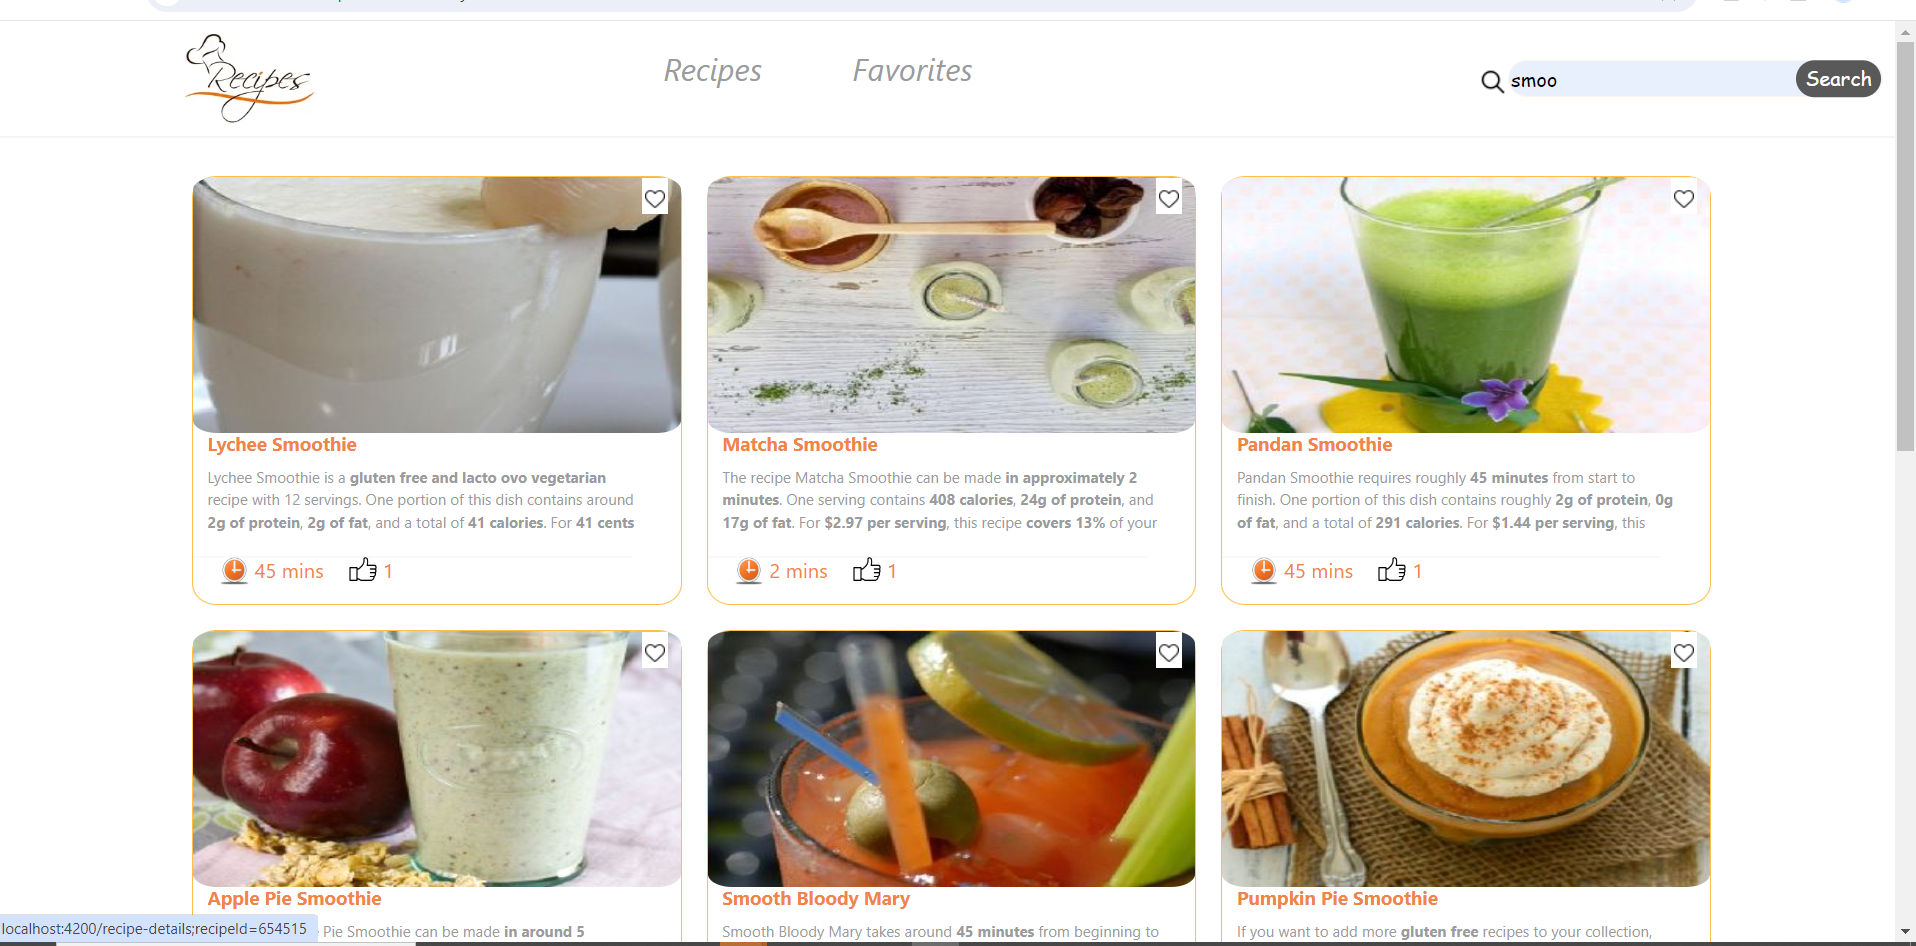 Recipes
Recipes
Favorites
smoo
Search
Lychee Smoothie
Lychee Smoothie is a gluten free and lacto ovo vegetarian
recipe with 12 servings. One portion of this dish contains around
2g of protein, 2g of fat, and a total of 41 calories. For 41 cents
45 mins
1
Matcha Smoothie
The recipe Matcha Smoothie can be made in approximately 2
minutes. One serving contains 408 calories, 24g of protein, and
17g of fat. For $2.97 per serving, this recipe covers 13% of your
2 mins
1
Pandan Smoothie
Pandan Smoothie requires roughly 45 minutes from start to
finish. One portion of this dish contains roughly 2g of protein, 0g
of fat, and a total of 291 calories. For $1.44 per serving, this
45 mins
1
Apple Pie Smoothie
Pie Smoothie can be made in around 5
Smooth Bloody Mary
Smooth Bloody Mary takes around 45 minutes from beginning to
Pumpkin Pie Smoothie
If you want to add more gluten free recipes to your collection,
localhost:4200/recipe-details;recipeId=654515